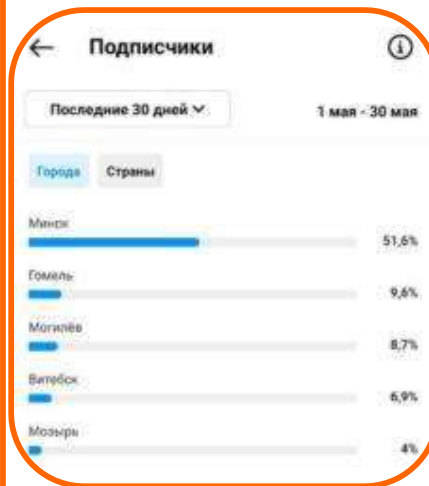 Подписчики
Последние 30 дней
1 мая - 30 мая
Города
Страны
Минск
51,6%
Гомель
9,6%
Могилёв
8,7%
Витебск
6,9%
Мозырь
4%